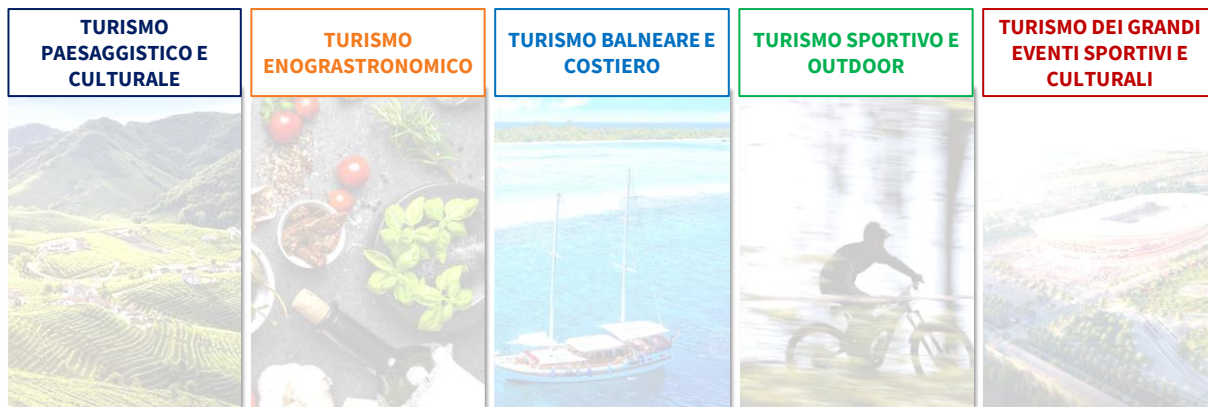 TURISMO
PAESAGGISTICO E
CULTURALE
TURISMO
ENOGRASTRONOMICO
TURISMO BALNEARE E
COSTIERO
TURISMO SPORTIVO E
OUTDOOR
TURISMO DEI GRANDI
EVENTI SPORTIVI E
CULTURALI